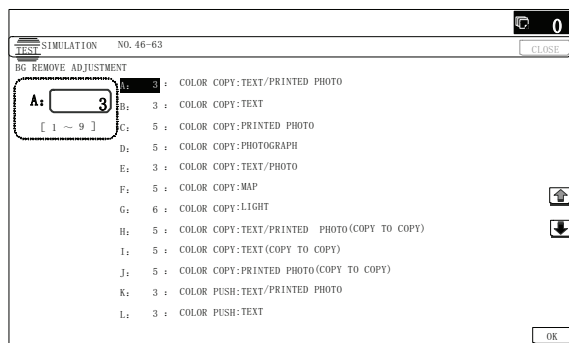 0
TEST SIMULATION NO. 46-63
CLOSE
BG REMOVE ADJUSTMENT
A: 3
[ 1 ～ 9 ]
A: 3 : COLOR COPY:TEXT/PRINTED PHOTO
B: 3 : COLOR COPY:TEXT
C: 5 : COLOR COPY:PRINTED PHOTO
D: 5 : COLOR COPY:PHOTOGRAPH
E: 3 : COLOR COPY:TEXT/PHOTO
F: 5 : COLOR COPY:MAP
G: 6 : COLOR COPY:LIGHT
H: 5 : COLOR COPY:TEXT/PRINTED PHOTO(COPY TO COPY)
I: 5 : COLOR COPY:TEXT(COPY TO COPY)
J: 5 : COLOR COPY:PRINTED PHOTO(COPY TO COPY)
K: 3 : COLOR PUSH:TEXT/PRINTED PHOTO
L: 3 : COLOR PUSH:TEXT
OK